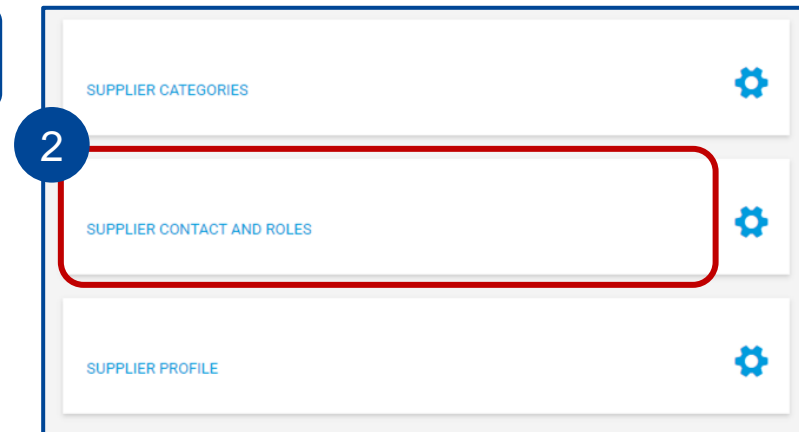 SUPPLIER CATEGORIES
2
SUPPLIER CONTACT AND ROLES
SUPPLIER PROFILE